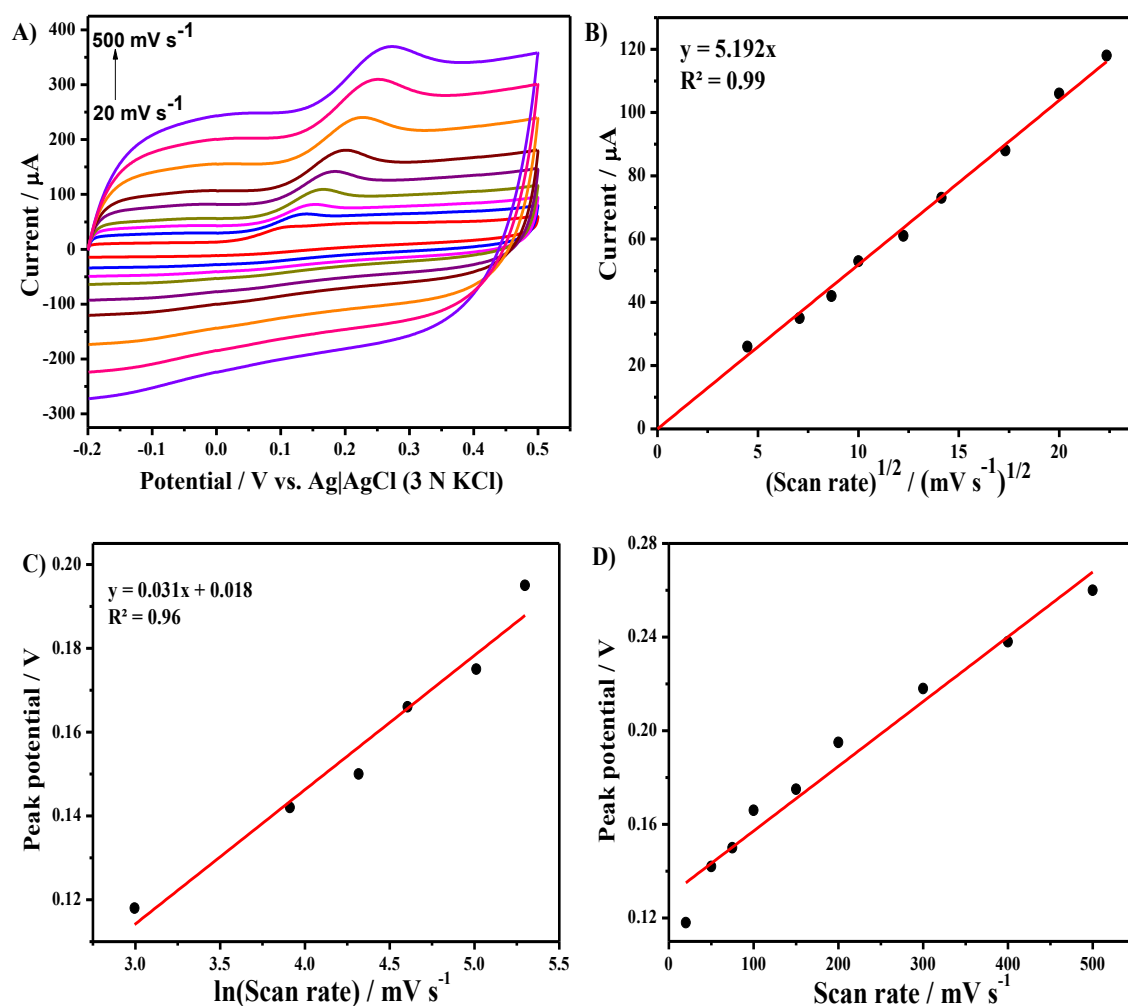 A)
500 mV s⁻¹
20 mV s⁻¹
400
300
200
100
0
-100
-200
-300
Current / µA
-0.2 -0.1 0.0 0.1 0.2 0.3 0.4 0.5
Potential / V vs. Ag|AgCl (3 N KCl)
B)
y = 5.192x
R² = 0.99
120
100
80
60
40
20
0
Current / µA
0 5 10 15 20
(Scan rate)^1/2 / (mV s⁻¹)^1/2
C)
y = 0.031x + 0.018
R² = 0.96
0.20
0.18
0.16
0.14
0.12
Peak potential / V
3.0 3.5 4.0 4.5 5.0 5.5
ln(Scan rate) / mV s⁻¹
D)
0.28
0.24
0.20
0.16
0.12
Peak potential / V
0 100 200 300 400 500
Scan rate / mV s⁻¹